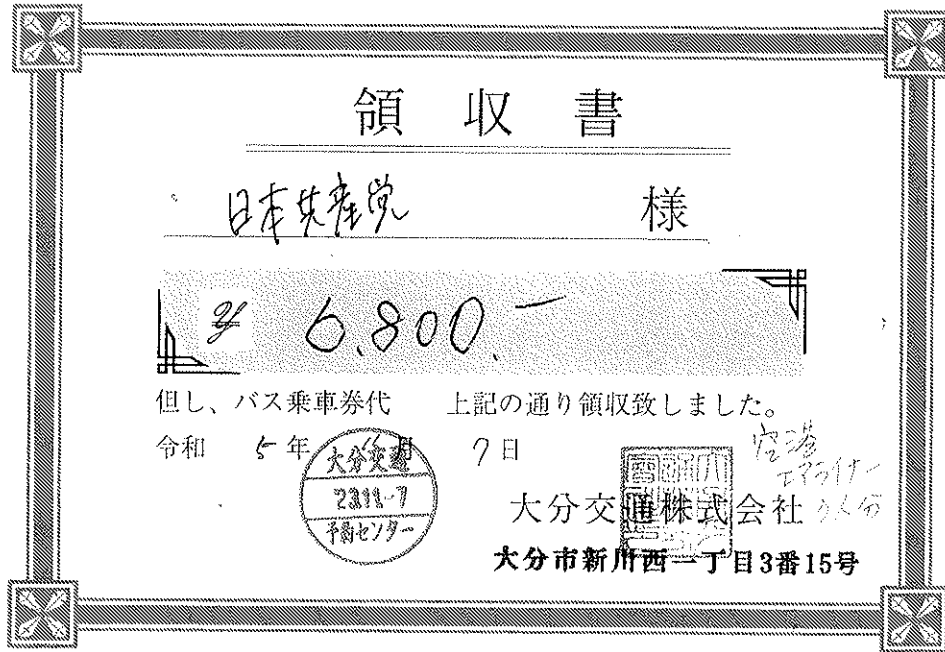 領収書
日本共産党 様
¥ 6,800.-
但し、バス乗車券代 上記の通り領収致しました。
令和 5年 11月 7日
大分交通
23.11.-7
予約センター
空港
エアライナー
大分交通株式会社
大分市新川西一丁目3番15号